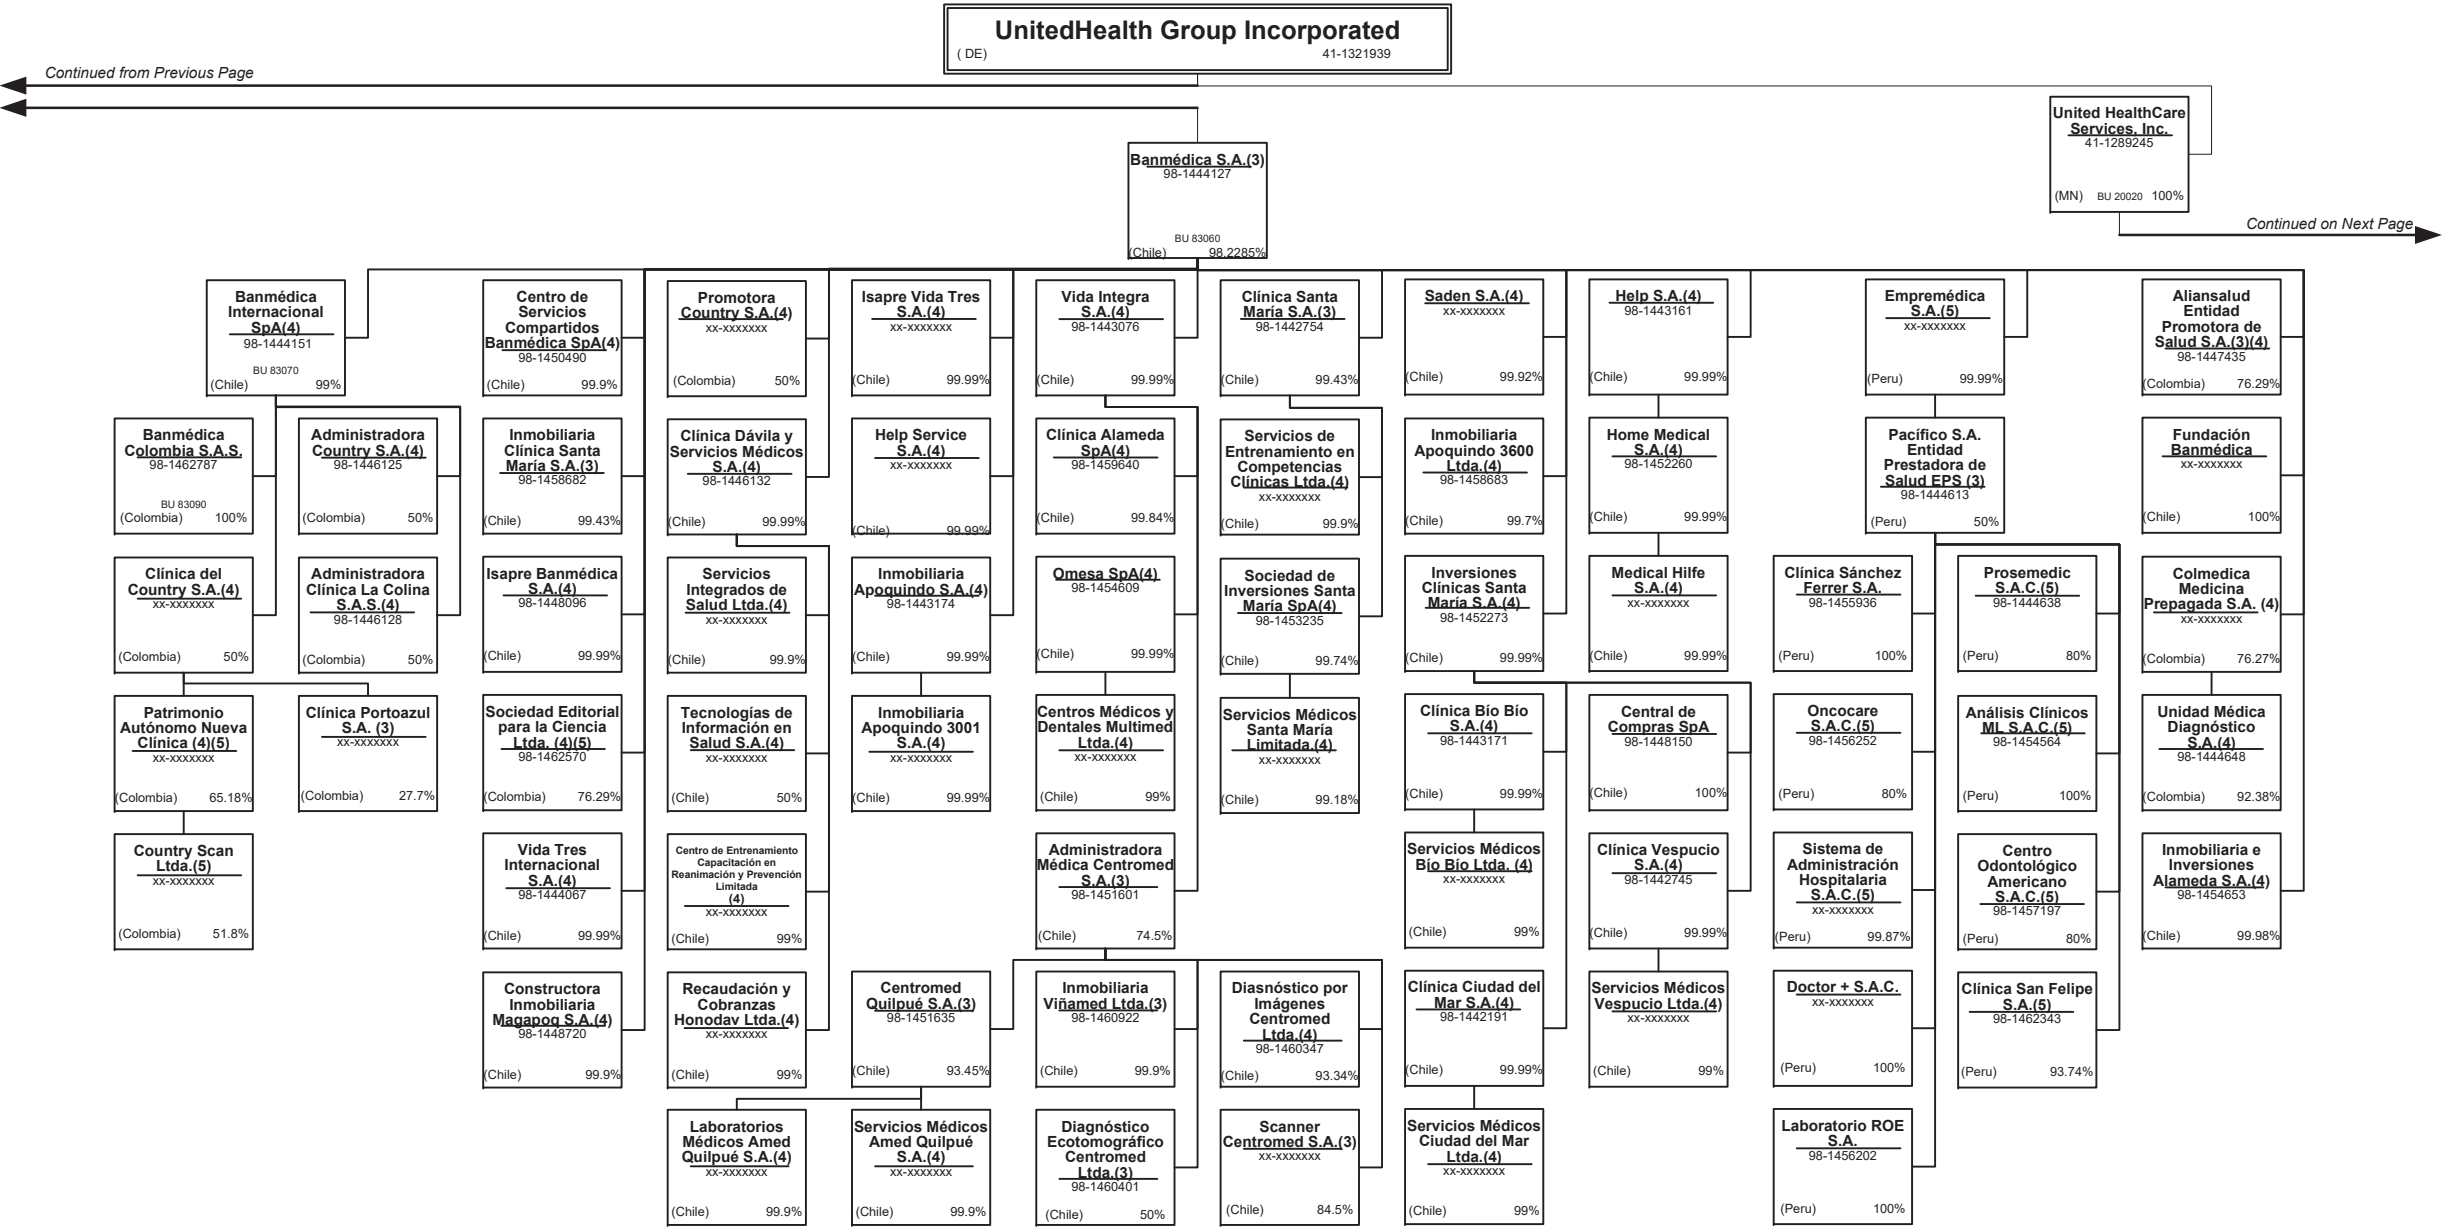 UnitedHealth Group Incorporated
( DE) 41-1321939
Continued from Previous Page
United HealthCare
Services, Inc.
41-1289245
(MN) BU 20020 100%
Continued on Next Page
Banmédica S.A.(3)
98-1444127
BU 83060
(Chile) 98.2285%
Banmédica
Internacional
SpA(4)
98-1444151
BU 83070
(Chile) 99%
Centro de
Servicios
Compartidos
Banmédica SpA(4)
98-1450490
(Chile) 99.9%
Promotora
Country S.A.(4)
xx-xxxxxxx
(Colombia) 50%
Isapre Vida Tres
S.A.(4)
xx-xxxxxxx
(Chile) 99.99%
Vida Integra
S.A.(4)
98-1443076
(Chile) 99.99%
Clínica Santa
María S.A.(3)
98-1442754
(Chile) 99.43%
Saden S.A.(4)
xx-xxxxxxx
(Chile) 99.92%
Help S.A.(4)
98-1443161
(Chile) 99.99%
Empremédica
S.A.(5)
xx-xxxxxxx
(Peru) 99.99%
Aliansalud
Entidad
Promotora de
Salud S.A.(3)(4)
98-1447435
(Colombia) 76.29%
Banmédica
Colombia S.A.S.
98-1462787
BU 83090
(Colombia) 100%
Administradora
Country S.A.(4)
98-1446125
(Colombia) 50%
Inmobiliaria
Clínica Santa
María S.A.(3)
98-1458682
(Chile) 99.43%
Clínica Dávila y
Servicios Médicos
S.A.(4)
98-1446132
(Chile) 99.99%
Help Service
S.A.(4)
xx-xxxxxxx
(Chile) 99.99%
Clínica Alameda
SpA(4)
98-1459640
(Chile) 99.84%
Servicios de
Entrenamiento en
Competencias
Clínicas Ltda.(4)
xx-xxxxxxx
(Chile) 99.9%
Inmobiliaria
Apoquindo 3600
Ltda.(4)
98-1458683
(Chile) 99.7%
Home Medical
S.A.(4)
98-1452260
(Chile) 99.99%
Pacífico S.A.
Entidad
Prestadora de
Salud EPS (3)
98-1444613
(Peru) 50%
Fundación
Banmédica
xx-xxxxxxx
(Chile) 100%
Clínica del
Country S.A.(4)
xx-xxxxxxx
(Colombia) 50%
Administradora
Clínica La Colina
S.A.S.(4)
98-1446128
(Colombia) 50%
Isapre Banmédica
S.A.(4)
98-1448096
(Chile) 99.99%
Servicios
Integrados de
Salud Ltda.(4)
xx-xxxxxxx
(Chile) 99.9%
Inmobiliaria
Apoquindo S.A.(4)
98-1443174
(Chile) 99.99%
Omesa SpA(4)
98-1454609
(Chile) 99.99%
Sociedad de
Inversiones Santa
María SpA(4)
98-1453235
(Chile) 99.74%
Inversiones
Clínicas Santa
María S.A.(4)
98-1452273
(Chile) 99.99%
Medical Hilfe
S.A.(4)
xx-xxxxxxx
(Chile) 99.99%
Clínica Sánchez
Ferrer S.A.
98-1455936
(Peru) 100%
Prosemedic
S.A.C.(5)
98-1444638
(Peru) 80%
Colmedica
Medicina
Prepagada S.A. (4)
xx-xxxxxxx
(Colombia) 76.27%
Patrimonio
Autónomo Nueva
Clínica (4)(5)
xx-xxxxxxx
(Colombia) 65.18%
Clínica Portoazul
S.A. (3)
xx-xxxxxxx
(Colombia) 27.7%
Sociedad Editorial
para la Ciencia
Ltda. (4)(5)
98-1462570
(Colombia) 76.29%
Tecnologías de
Información en
Salud S.A.(4)
xx-xxxxxxx
(Chile) 50%
Inmobiliaria
Apoquindo 3001
S.A.(4)
xx-xxxxxxx
(Chile) 99.99%
Centros Médicos y
Dentales Multimed
Ltda.(4)
xx-xxxxxxx
(Chile) 99%
Servicios Médicos
Santa María
Limitada.(4)
xx-xxxxxxx
(Chile) 99.18%
Clínica Bío Bío
S.A.(4)
98-1443171
(Chile) 99.99%
Central de
Compras SpA
98-1448150
(Chile) 100%
Oncocare
S.A.C.(5)
98-1456252
(Peru) 80%
Análisis Clínicos
ML S.A.C.(5)
98-1454564
(Peru) 100%
Unidad Médica
Diagnóstico
S.A.(4)
98-1444648
(Colombia) 92.38%
Country Scan
Ltda.(5)
xx-xxxxxxx
(Colombia) 51.8%
Vida Tres
Internacional
S.A.(4)
98-1444067
(Chile) 99.99%
Centro de Entrenamiento
Capacitación en
Reanimación y Prevención
Limitada
(4)
xx-xxxxxxx
(Chile) 99%
Administradora
Médica Centromed
S.A.(3)
98-1451601
(Chile) 74.5%
Servicios Médicos
Bío Bío Ltda. (4)
xx-xxxxxxx
(Chile) 99%
Clínica Vespucio
S.A.(4)
98-1442745
(Chile) 99.99%
Sistema de
Administración
Hospitalaria
S.A.C.(5)
xx-xxxxxxx
(Peru) 99.87%
Centro
Odontológico
Americano
S.A.C.(5)
98-1457197
(Peru) 80%
Inmobiliaria e
Inversiones
Alameda S.A.(4)
98-1454653
(Chile) 99.98%
Constructora
Inmobiliaria
Magapoq S.A.(4)
98-1448720
(Chile) 99.9%
Recaudación y
Cobranzas
Honodav Ltda.(4)
xx-xxxxxxx
(Chile) 99%
Centromed
Quilpué S.A.(3)
98-1451635
(Chile) 93.45%
Inmobiliaria
Viñamed Ltda.(3)
98-1460922
(Chile) 99.9%
Diasnóstico por
Imágenes
Centromed
Ltda.(4)
98-1460347
(Chile) 93.34%
Clínica Ciudad del
Mar S.A.(4)
98-1442191
(Chile) 99.99%
Servicios Médicos
Vespucio Ltda.(4)
xx-xxxxxxx
(Chile) 99%
Doctor + S.A.C.
xx-xxxxxxx
(Peru) 100%
Clínica San Felipe
S.A.(5)
98-1462343
(Peru) 93.74%
Laboratorios
Médicos Amed
Quilpué S.A.(4)
xx-xxxxxxx
(Chile) 99.9%
Servicios Médicos
Amed Quilpué
S.A.(4)
xx-xxxxxxx
(Chile) 99.9%
Diagnóstico
Ecotomográfico
Centromed
Ltda.(3)
98-1460401
(Chile) 50%
Scanner
Centromed S.A.(3)
xx-xxxxxxx
(Chile) 84.5%
Servicios Médicos
Ciudad del Mar
Ltda.(4)
xx-xxxxxxx
(Chile) 99%
Laboratorio ROE
S.A.
98-1456202
(Peru) 100%